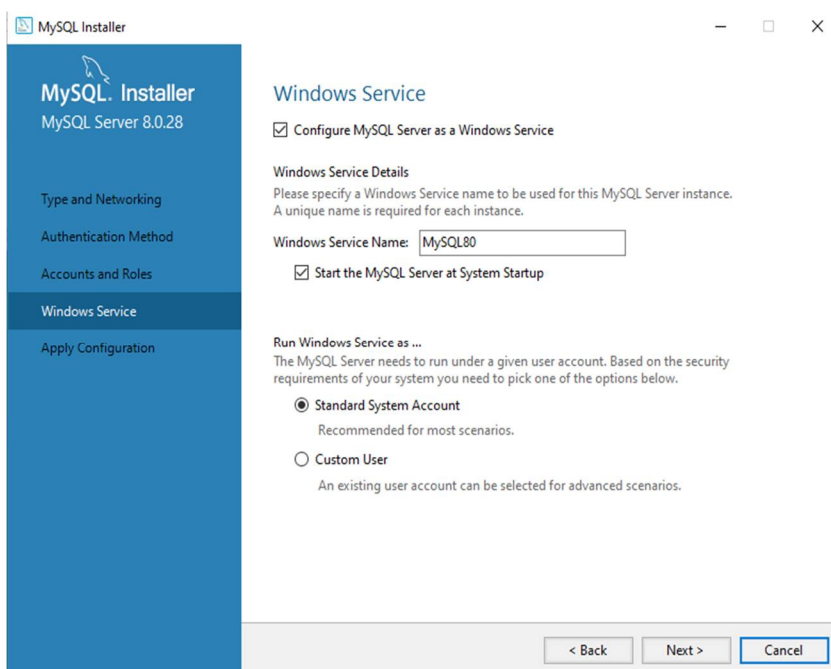 MySQL Installer
MySQL. Installer
MySQL Server 8.0.28
Type and Networking
Authentication Method
Accounts and Roles
Windows Service
Apply Configuration
Windows Service
Configure MySQL Server as a Windows Service
Windows Service Details
Please specify a Windows Service name to be used for this MySQL Server instance.
A unique name is required for each instance.
Windows Service Name: MySQL80
Start the MySQL Server at System Startup
Run Windows Service as ...
The MySQL Server needs to run under a given user account. Based on the security
requirements of your system you need to pick one of the options below.
Standard System Account
Recommended for most scenarios.
Custom User
An existing user account can be selected for advanced scenarios.
< Back Next > Cancel